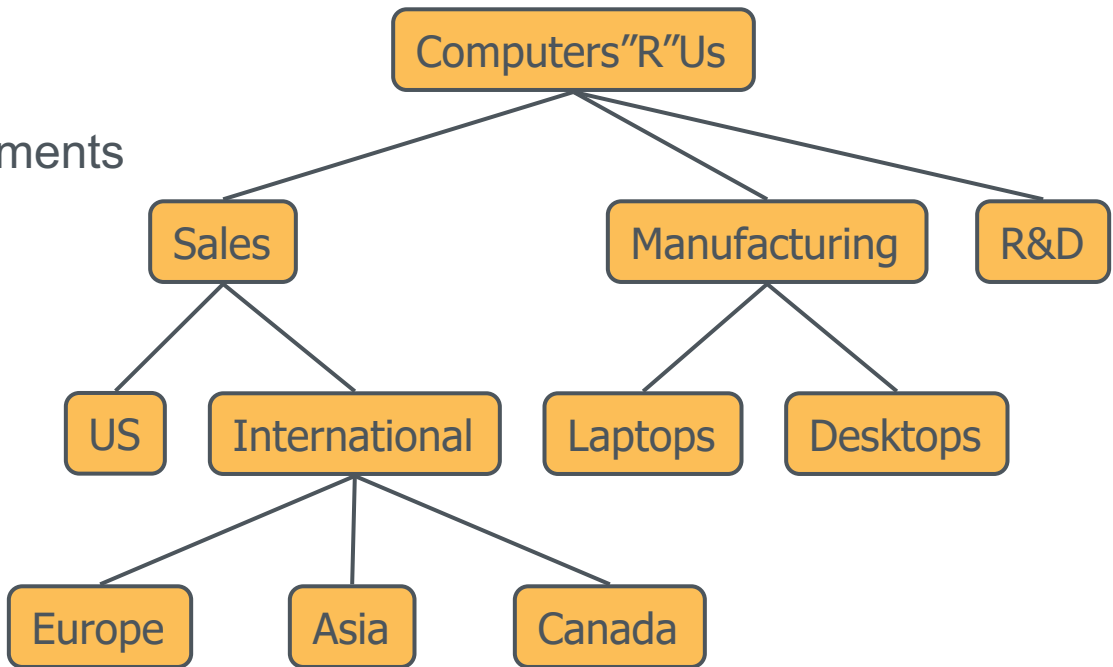 Computers”R”Us
ments
Sales Manufacturing R&D
US International Laptops Desktops
Europe Asia Canada